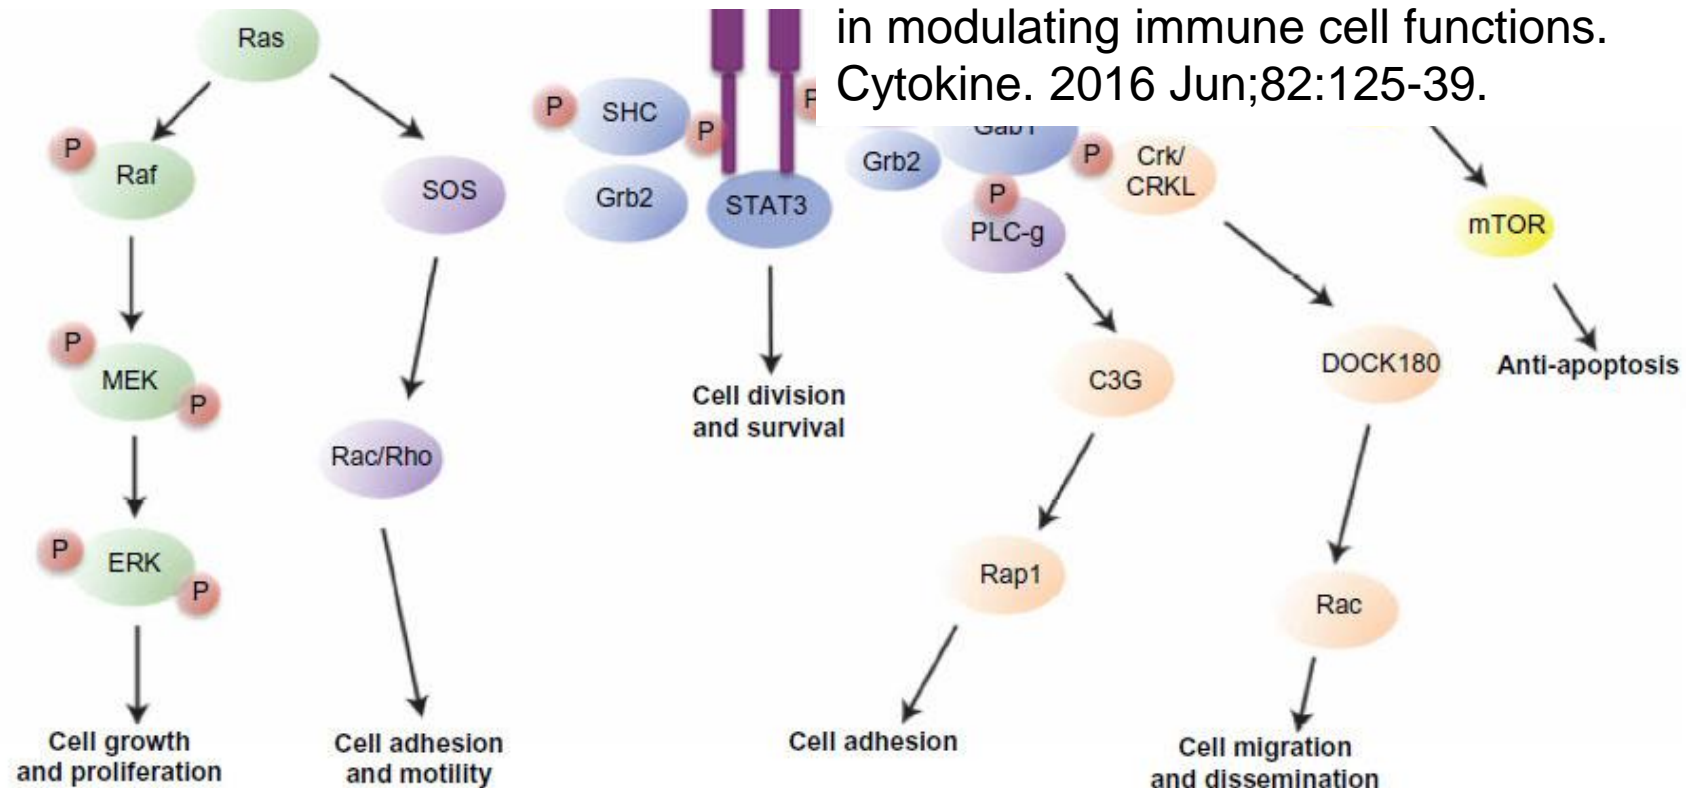 in modulating immune cell functions.
Cytokine. 2016 Jun;82:125-39.
Ras
P
SHC
P
P
Raf
P
SOS
Grb2
STAT3
Grb2
Gab1
P
Crk/
CRKL
P
PLC-g
mTOR
P
MEK
P
Rac/Rho
Cell division
and survival
C3G
DOCK180
Anti-apoptosis
P
ERK
P
Rap1
Rac
Cell growth
and proliferation
Cell adhesion
and motility
Cell adhesion
Cell migration
and dissemination